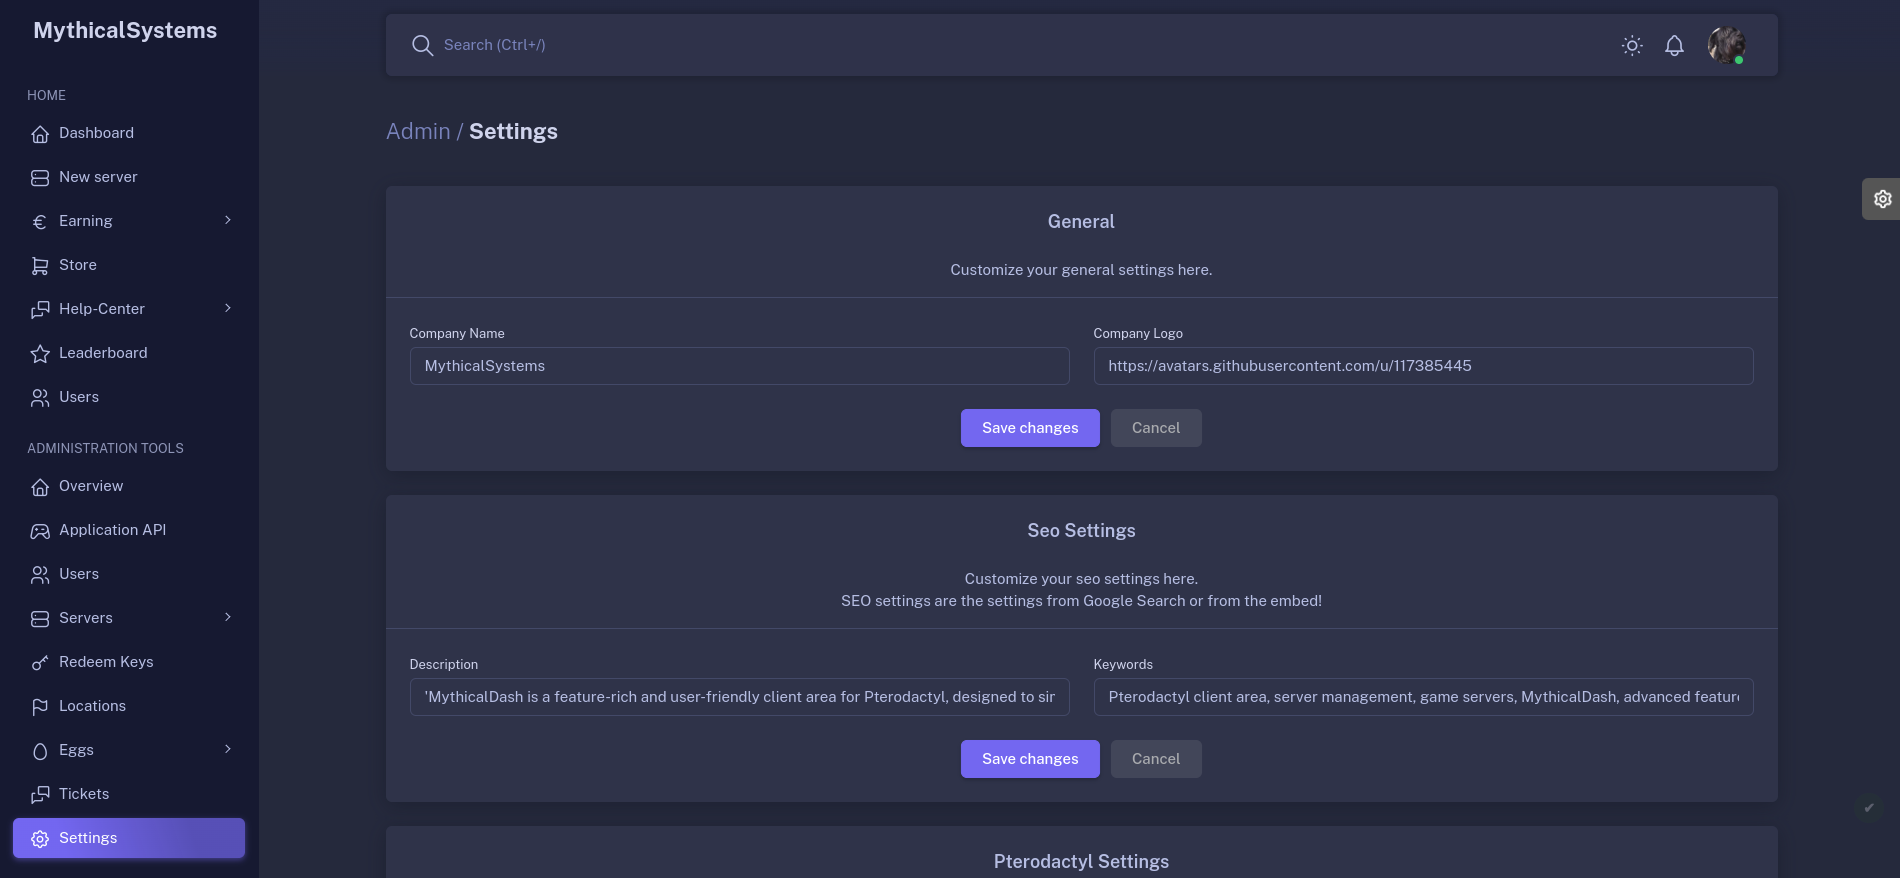 MythicalSystems
HOME
Dashboard
New server
Earning
Store
Help-Center
Leaderboard
Users
ADMINISTRATION TOOLS
Overview
Application API
Users
Servers
Redeem Keys
Locations
Eggs
Tickets
Settings
Search (Ctrl+/)
Admin / Settings
General
Customize your general settings here.
Company Name
Company Logo
MythicalSystems
https://avatars.githubusercontent.com/u/117385445
Save changes
Cancel
Seo Settings
Customize your seo settings here.
SEO settings are the settings from Google Search or from the embed!
Description
Keywords
'MythicalDash is a feature-rich and user-friendly client area for Pterodactyl, designed to sir
Pterodactyl client area, server management, game servers, MythicalDash, advanced featur
Save changes
Cancel
Pterodactyl Settings